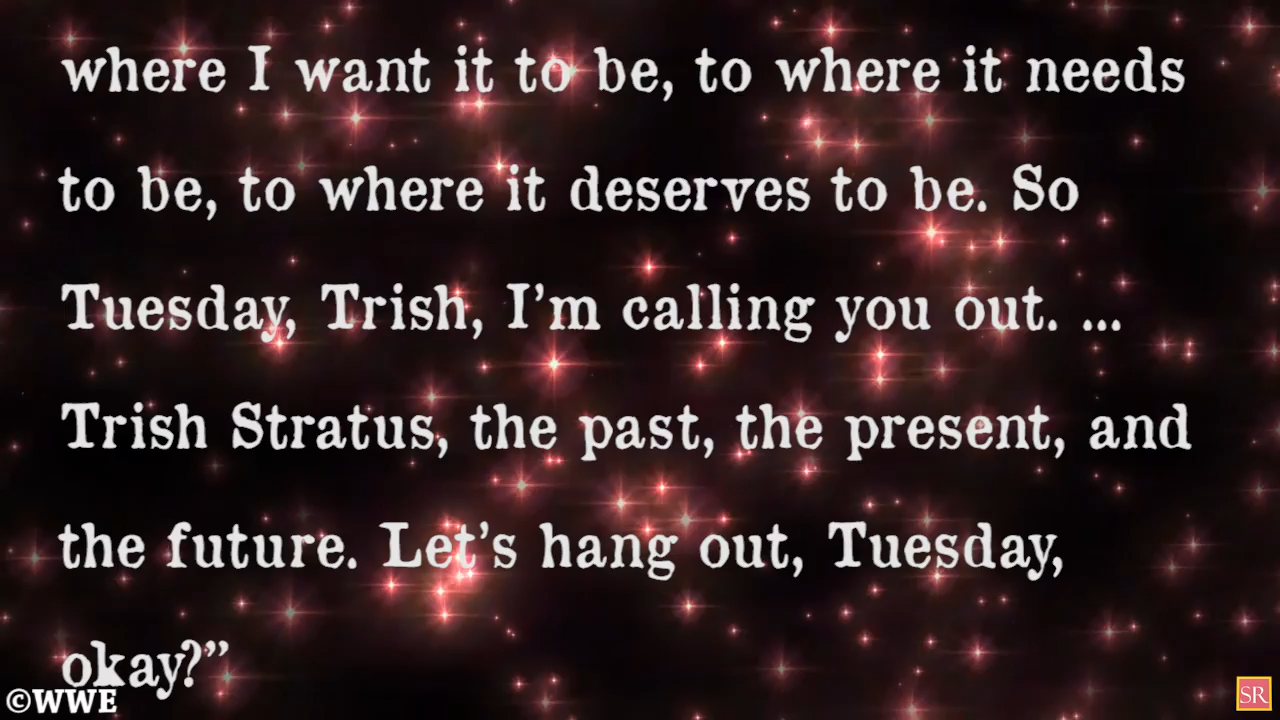 where I want it to be, to where it needs
to be, to where it deserves to be. So
Tuesday, Trish, I’m calling you out. ...
Trish Stratus, the past, the present, and
the future. Let’s hang out, Tuesday,
okay?”
©WWE
SR